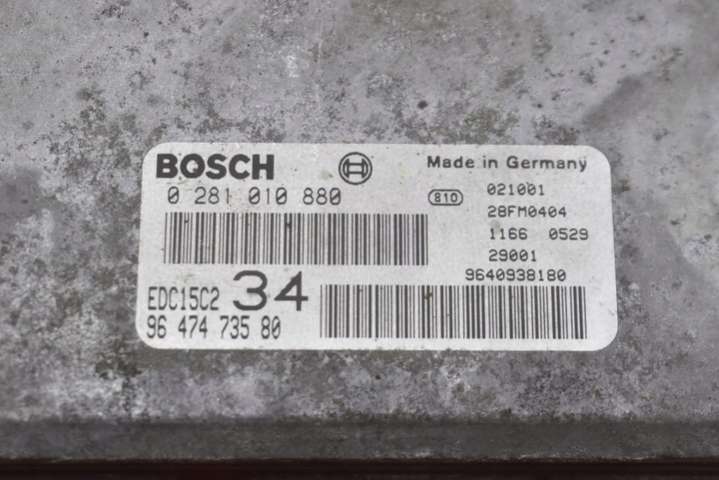 BOSCH
Made in Germany
0 281 010 880
810
021001
28FM0404
1166 0529
29001
9640938180
EDC15C2 34
96 474 735 80